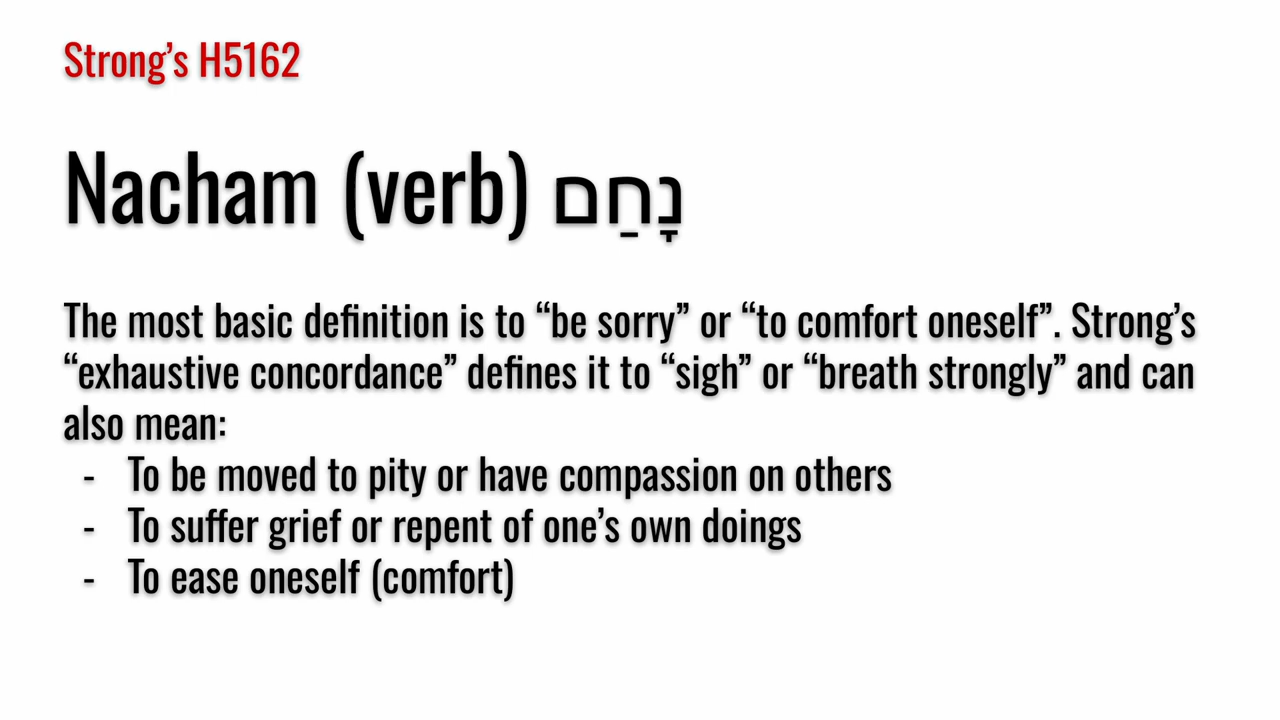 Strong’s H5162
Nacham (verb) נָחַם
The most basic definition is to “be sorry” or “to comfort oneself”. Strong’s
“exhaustive concordance” defines it to “sigh” or “breath strongly” and can
also mean:
- To be moved to pity or have compassion on others
- To suffer grief or repent of one’s own doings
- To ease oneself (comfort)